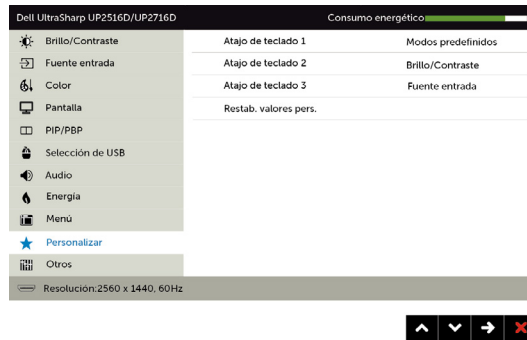 Dell UltraSharp UP2516D/UP2716D Consumo energético
Brillo/Contraste Atajo de teclado 1 Modos predefinidos
Fuente entrada Atajo de teclado 2 Brillo/Contraste
Color Atajo de teclado 3 Fuente entrada
Pantalla Restab. valores pers.
PIP/PBP
Selección de USB
Audio
Energía
Menú
Personalizar
Otros
Resolución:2560 x 1440, 60Hz